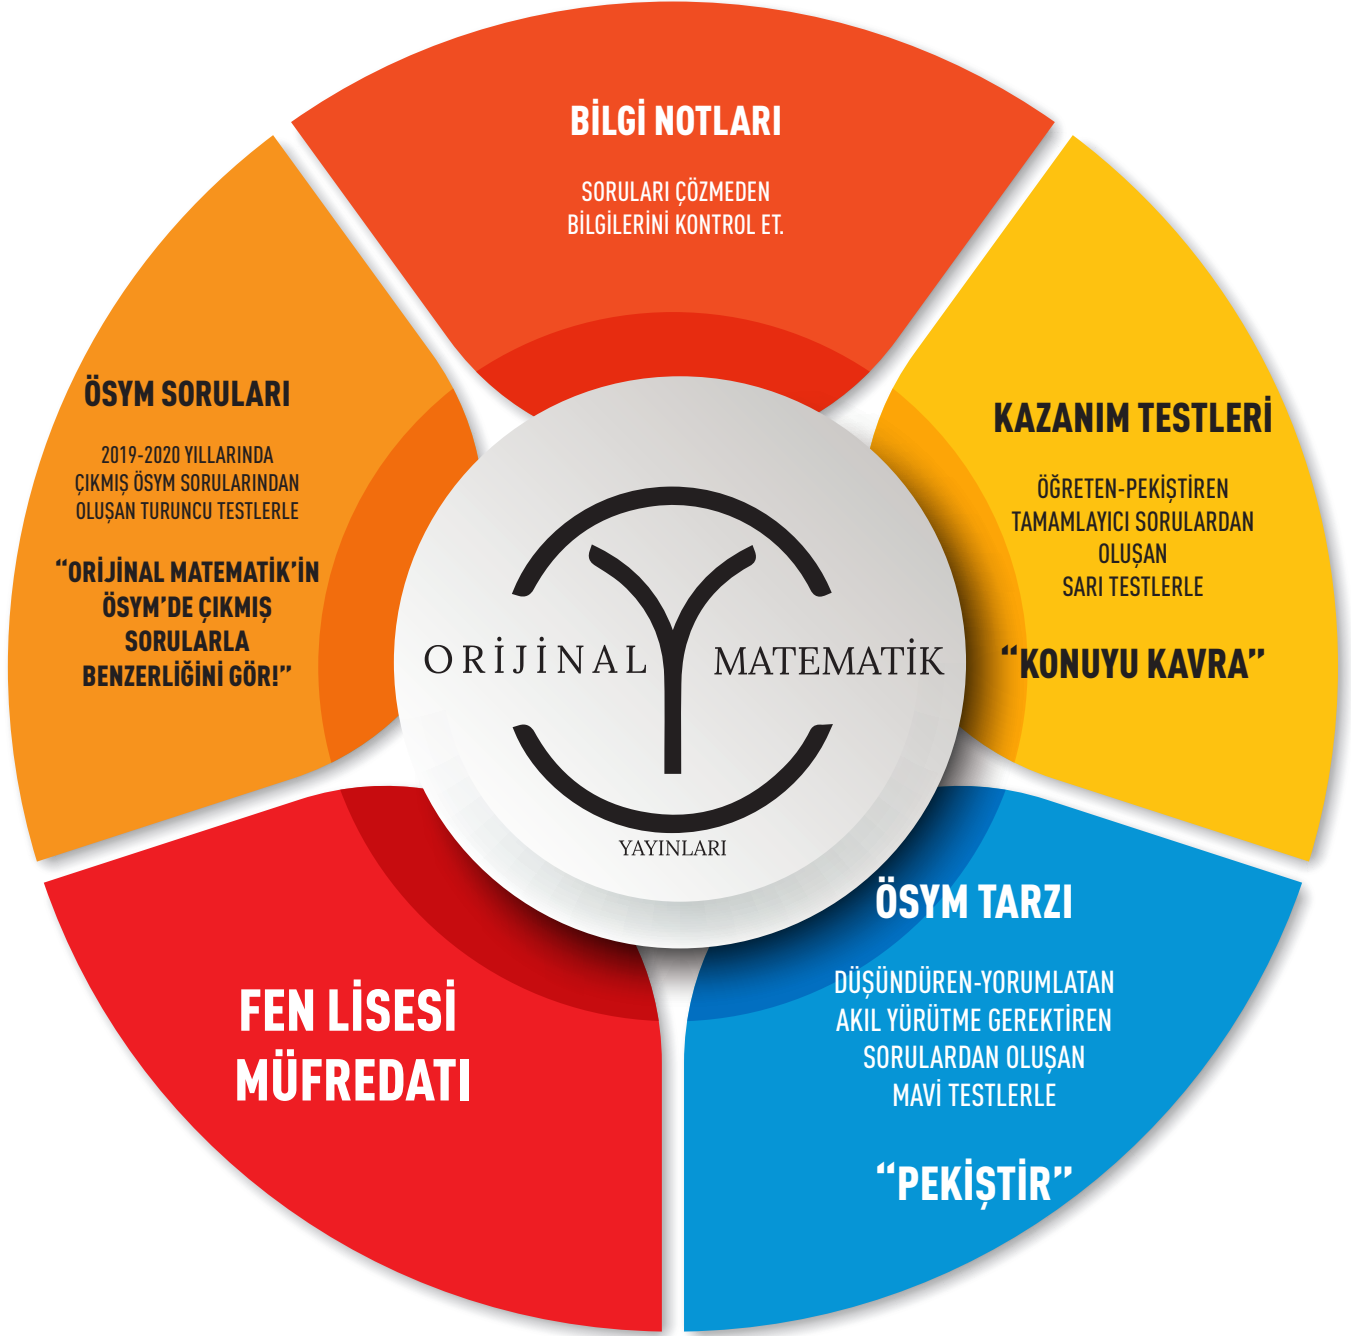 BİLGİ NOTLARI
SORULARI ÇÖZMEDEN
BİLGİLERİNİ KONTROL ET.
KAZANIM TESTLERİ
ÖĞRETEN-PEKİŞTİREN
TAMAMLAYICI SORULARDAN
OLUŞAN
SARI TESTLERLE
“KONUYU KAVRA”
ÖSYM TARZI
DÜŞÜNDÜREN-YORUMLATAN
AKIL YÜRÜTME GEREKTİREN
SORULARDAN OLUŞAN
MAVİ TESTLERLE
“PEKİŞTİR”
FEN LİSESİ
MÜFREDATI
ÖSYM SORULARI
2019-2020 YILLARINDA
ÇIKMIŞ ÖSYM SORULARINDAN
OLUŞAN TURUNCU TESTLERLE
“ORİJİNAL MATEMATİK’İN
ÖSYM’DE ÇIKMIŞ
SORULARLA
BENZERLİĞİNİ GÖR!”
ORİJİNAL MATEMATİK
YAYINLARI